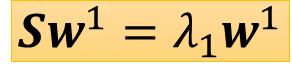 𝑺𝒘¹ = 𝜆₁𝒘¹